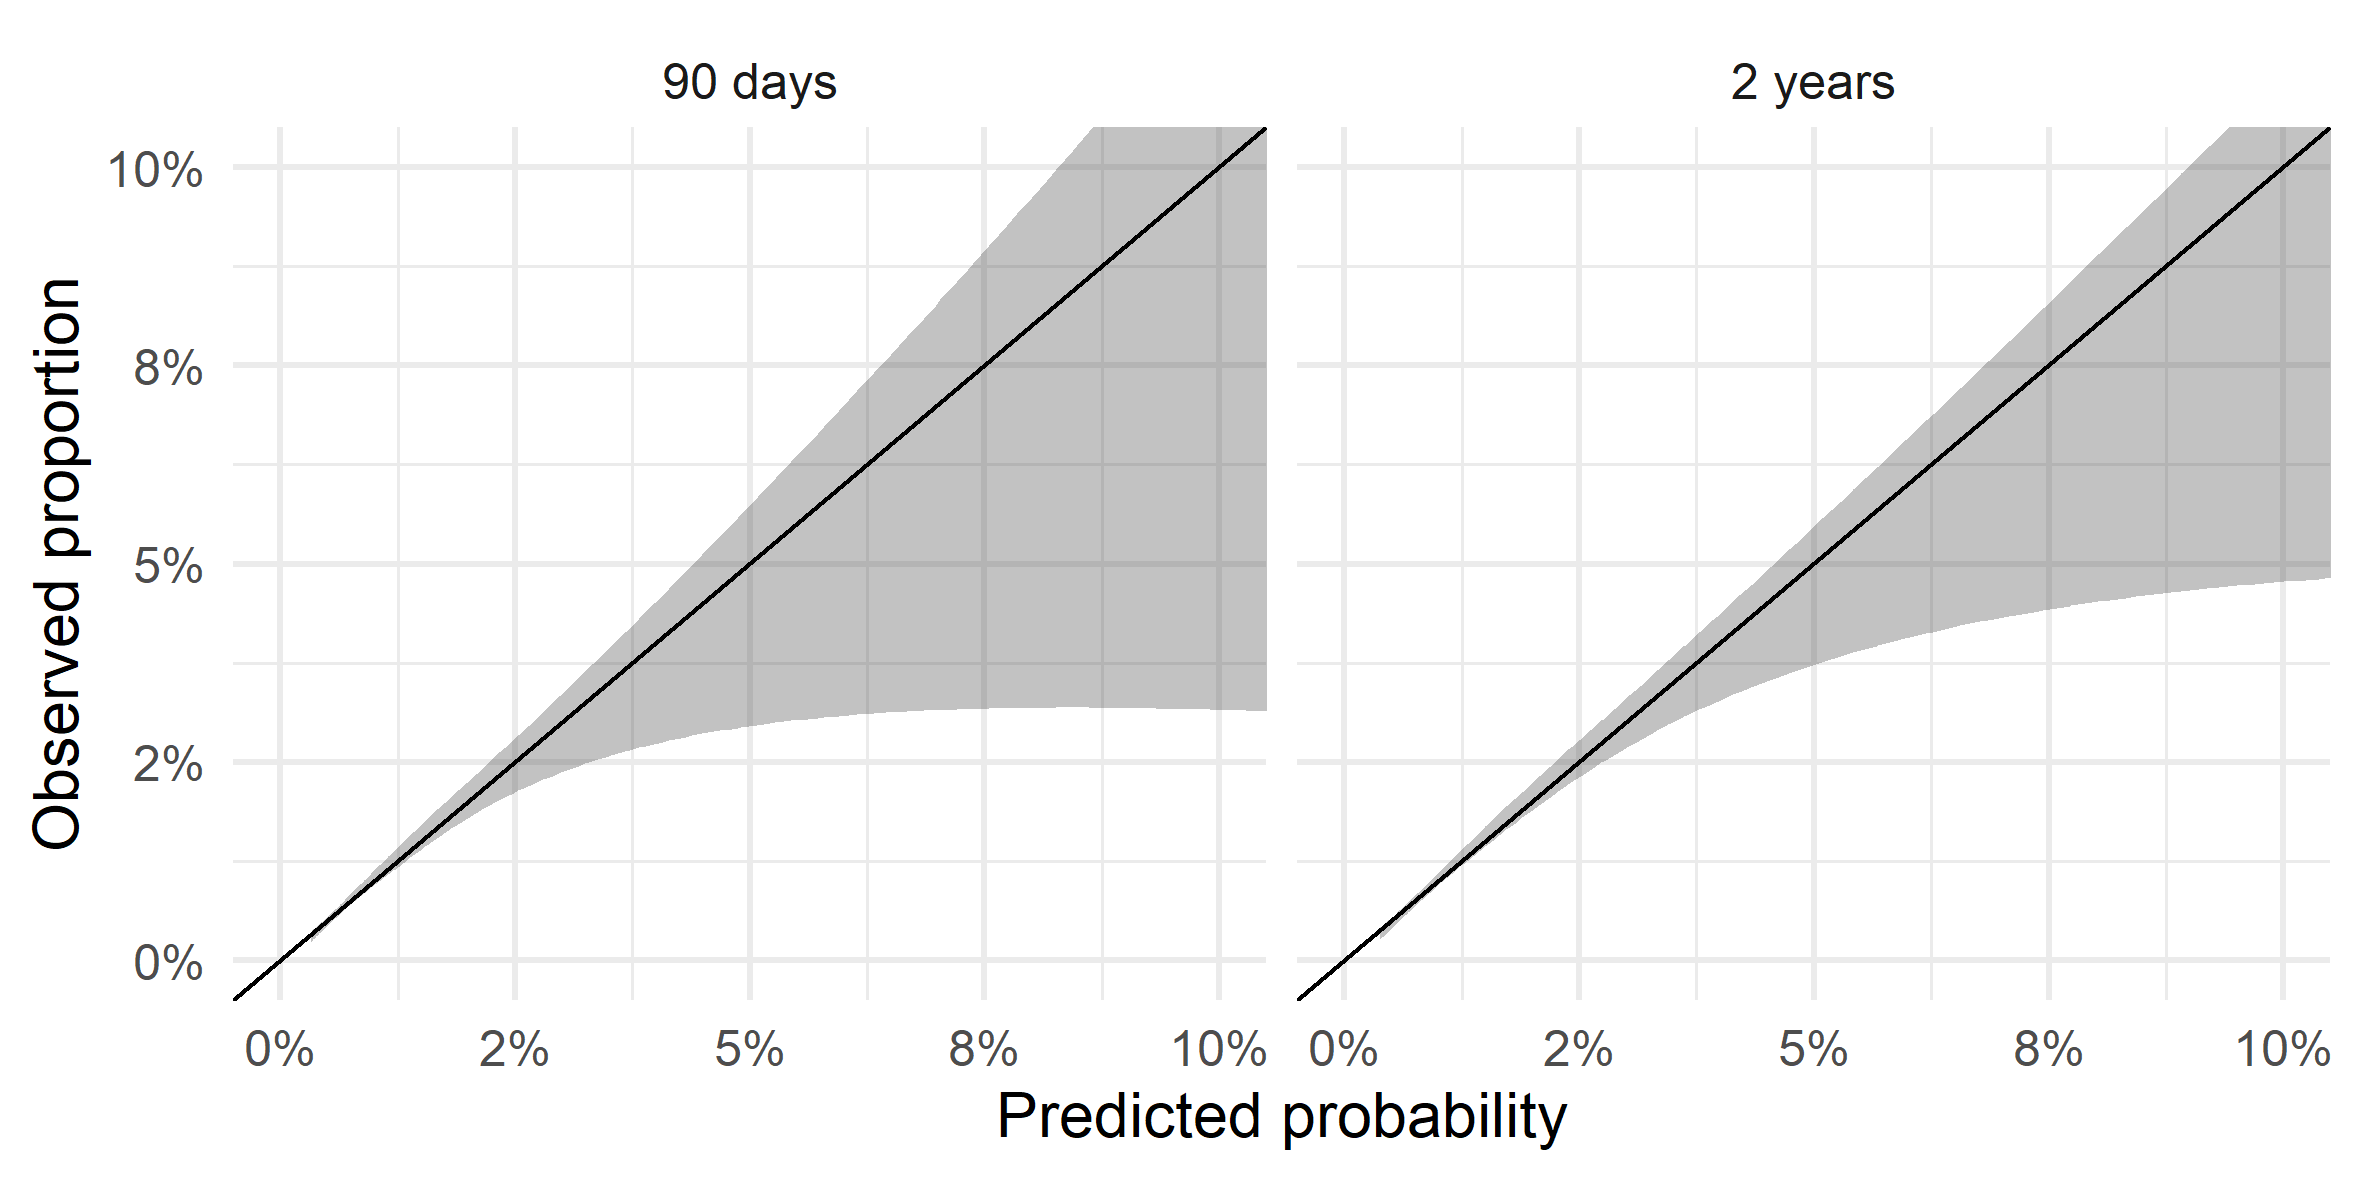 90 days
2 years
Observed proportion
10%
8%
5%
2%
0%
0% 2% 5% 8% 10%
0% 2% 5% 8% 10%
Predicted probability